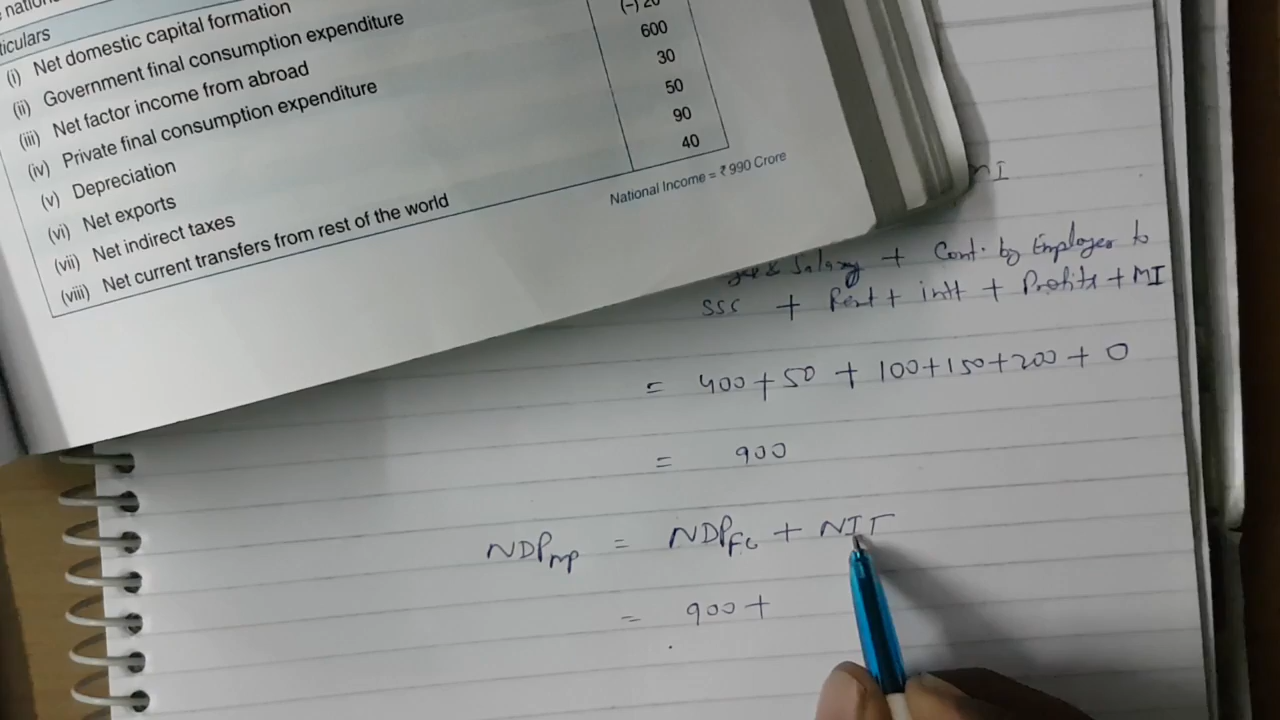 ticulars
(i) Net domestic capital formation
(ii) Government final consumption expenditure
(iii) Net factor income from abroad
(iv) Private final consumption expenditure
(v) Depreciation
(vi) Net exports
(vii) Net indirect taxes
(viii) Net current transfers from rest of the world
(–) 20
600
30
50
90
40
National Income = ₹ 990 Crore
& Salary + Cont. by Employer to
SSC + Rent + intt + Profits + MI
= 400 + 50 + 100 + 150 + 200 + 0
= 900
NDPMP = NDPFC + NIT
= 900 +